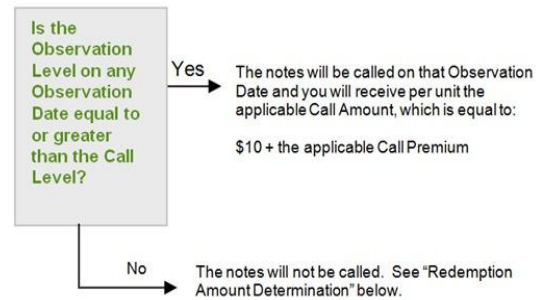 Is the
Observation
Level on any
Observation
Date equal to
or greater
than the Call
Level?
Yes
The notes will be called on that Observation
Date and you will receive per unit the
applicable Call Amount, which is equal to:
$10 + the applicable Call Premium
No
The notes will not be called. See “Redemption
Amount Determination” below.